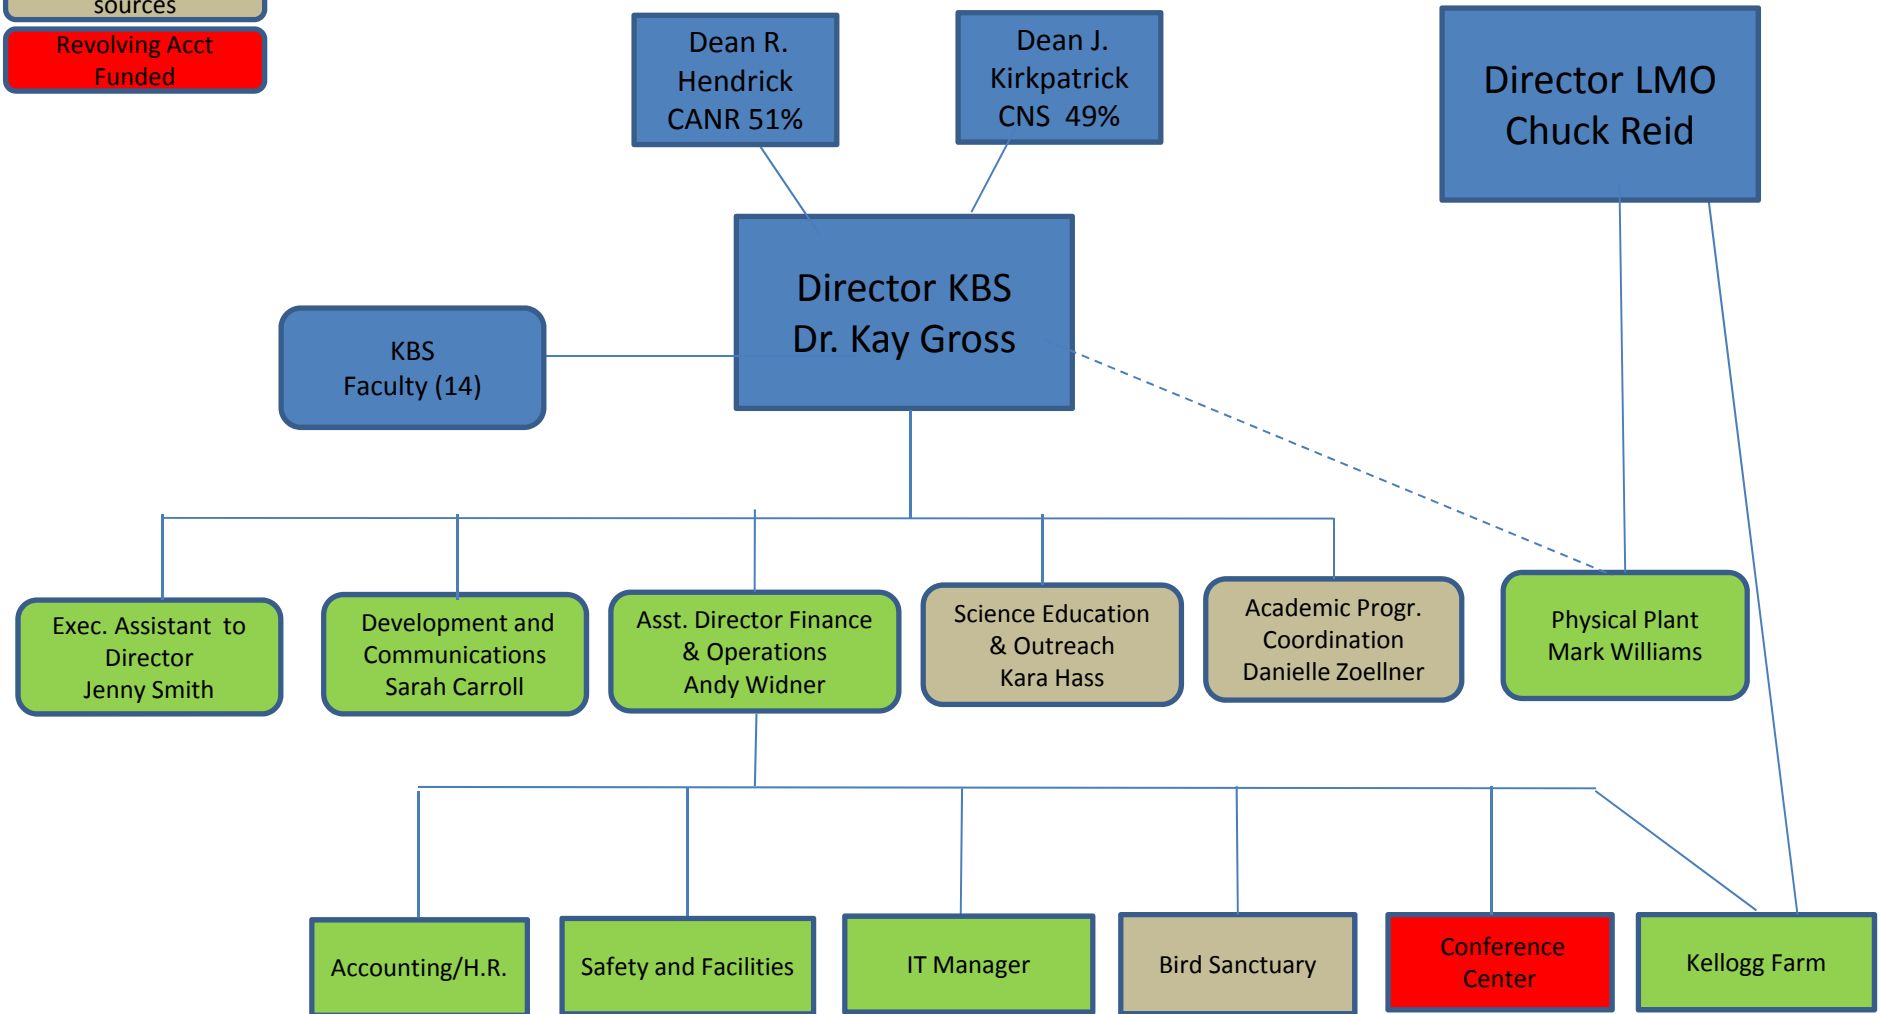 sources
Revolving Acct
Funded
Dean R.
Hendrick
CANR 51%
Dean J.
Kirkpatrick
CNS 49%
Director LMO
Chuck Reid
Director KBS
Dr. Kay Gross
KBS
Faculty (14)
Exec. Assistant to
Director
Jenny Smith
Development and
Communications
Sarah Carroll
Asst. Director Finance
& Operations
Andy Widner
Science Education
& Outreach
Kara Hass
Academic Progr.
Coordination
Danielle Zoellner
Physical Plant
Mark Williams
Accounting/H.R.
Safety and Facilities
IT Manager
Bird Sanctuary
Conference
Center
Kellogg Farm